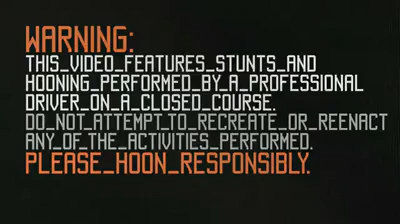 WARNING:
THIS_VIDEO_FEATURES_STUNTS_AND
HOONING_PERFORMED_BY_A_PROFESSIONAL
DRIVER_ON_A_CLOSED_COURSE.
DO_NOT_ATTEMPT_TO_RECREATE_OR_REENACT
ANY_OF_THE_ACTIVITIES_PERFORMED.
PLEASE_HOON_RESPONSIBLY.